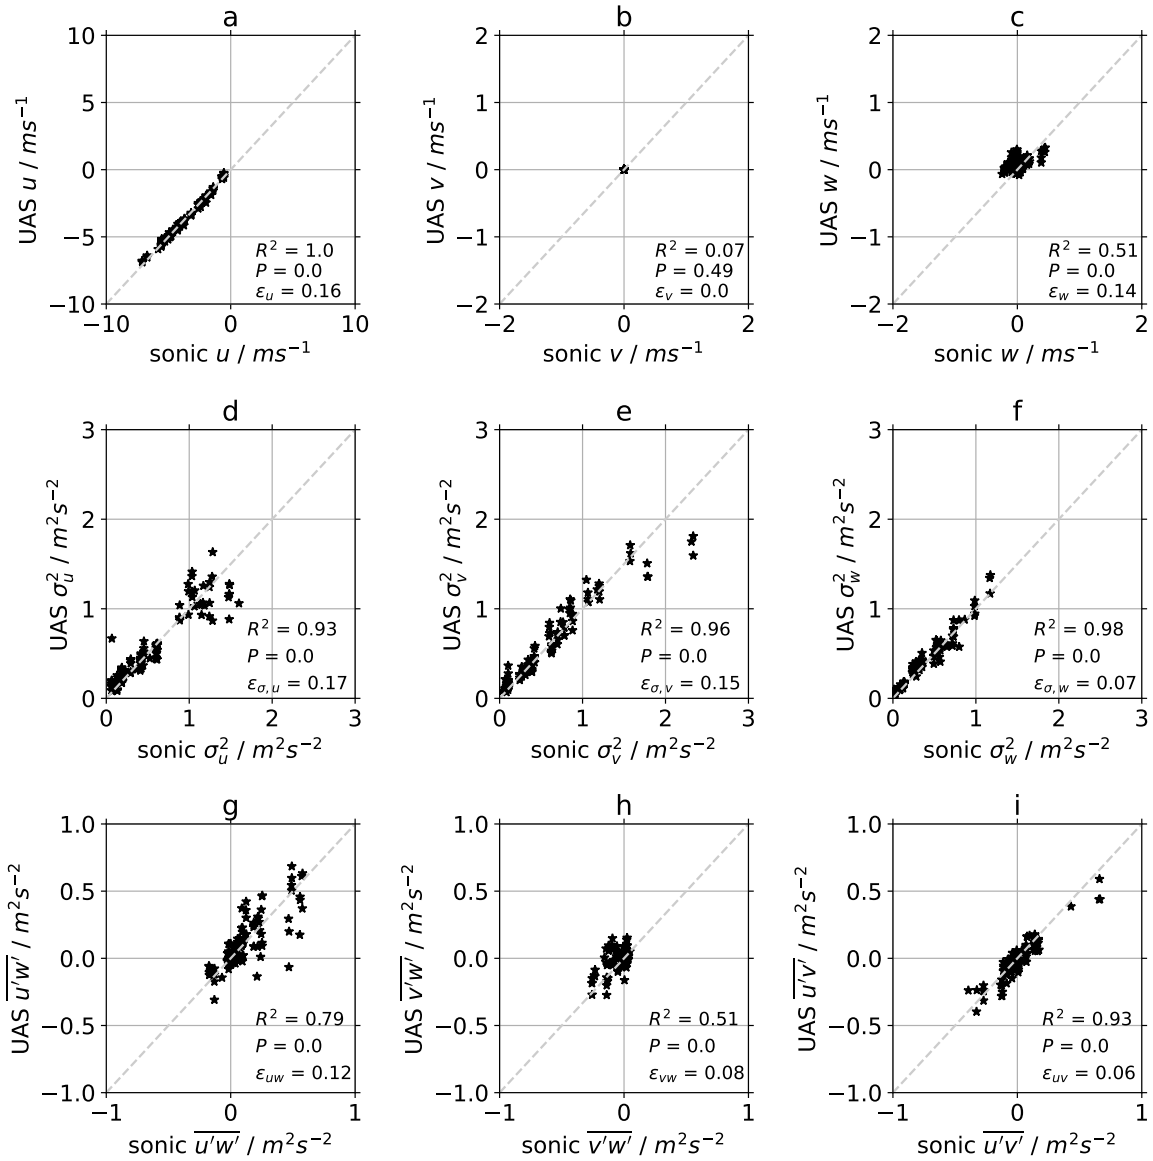 a
b
c
10
5
0
−5
−10
UAS u / ms⁻¹
R² = 1.0
P = 0.0
εᵤ = 0.16
−10
0
10
sonic u / ms⁻¹
2
1
0
−1
−2
UAS v / ms⁻¹
R² = 0.07
P = 0.49
εᵥ = 0.0
−2
0
2
sonic v / ms⁻¹
2
1
0
−1
−2
UAS w / ms⁻¹
R² = 0.51
P = 0.0
ε_w = 0.14
−2
0
2
sonic w / ms⁻¹
d
e
f
3
2
1
0
UAS σ_u² / m²s⁻²
R² = 0.93
P = 0.0
ε_σ,u = 0.17
0
1
2
3
sonic σ_u² / m²s⁻²
3
2
1
0
UAS σ_v² / m²s⁻²
R² = 0.96
P = 0.0
ε_σ,v = 0.15
0
1
2
3
sonic σ_v² / m²s⁻²
3
2
1
0
UAS σ_w² / m²s⁻²
R² = 0.98
P = 0.0
ε_σ,w = 0.07
0
1
2
3
sonic σ_w² / m²s⁻²
g
h
i
1.0
0.5
0.0
−0.5
−1.0
UAS u′w′ / m²s⁻²
R² = 0.79
P = 0.0
ε_uw = 0.12
−1
0
1
sonic u′w′ / m²s⁻²
1.0
0.5
0.0
−0.5
−1.0
UAS v′w′ / m²s⁻²
R² = 0.51
P = 0.0
ε_vw = 0.08
−1
0
1
sonic v′w′ / m²s⁻²
1.0
0.5
0.0
−0.5
−1.0
UAS u′v′ / m²s⁻²
R² = 0.93
P = 0.0
ε_uv = 0.06
−1
0
1
sonic u′v′ / m²s⁻²